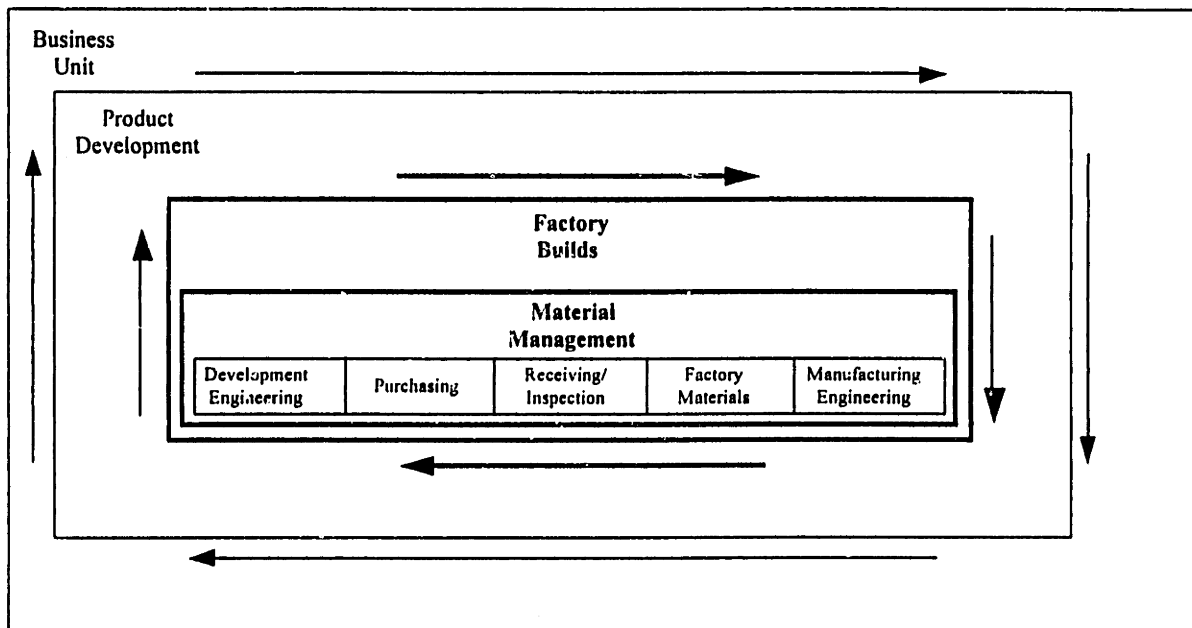 Business
Unit
Product
Development
Factory
Builds
Material
Management
Development
Engineering
Purchasing
Receiving/
Inspection
Factory
Materials
Manufacturing
Engineering